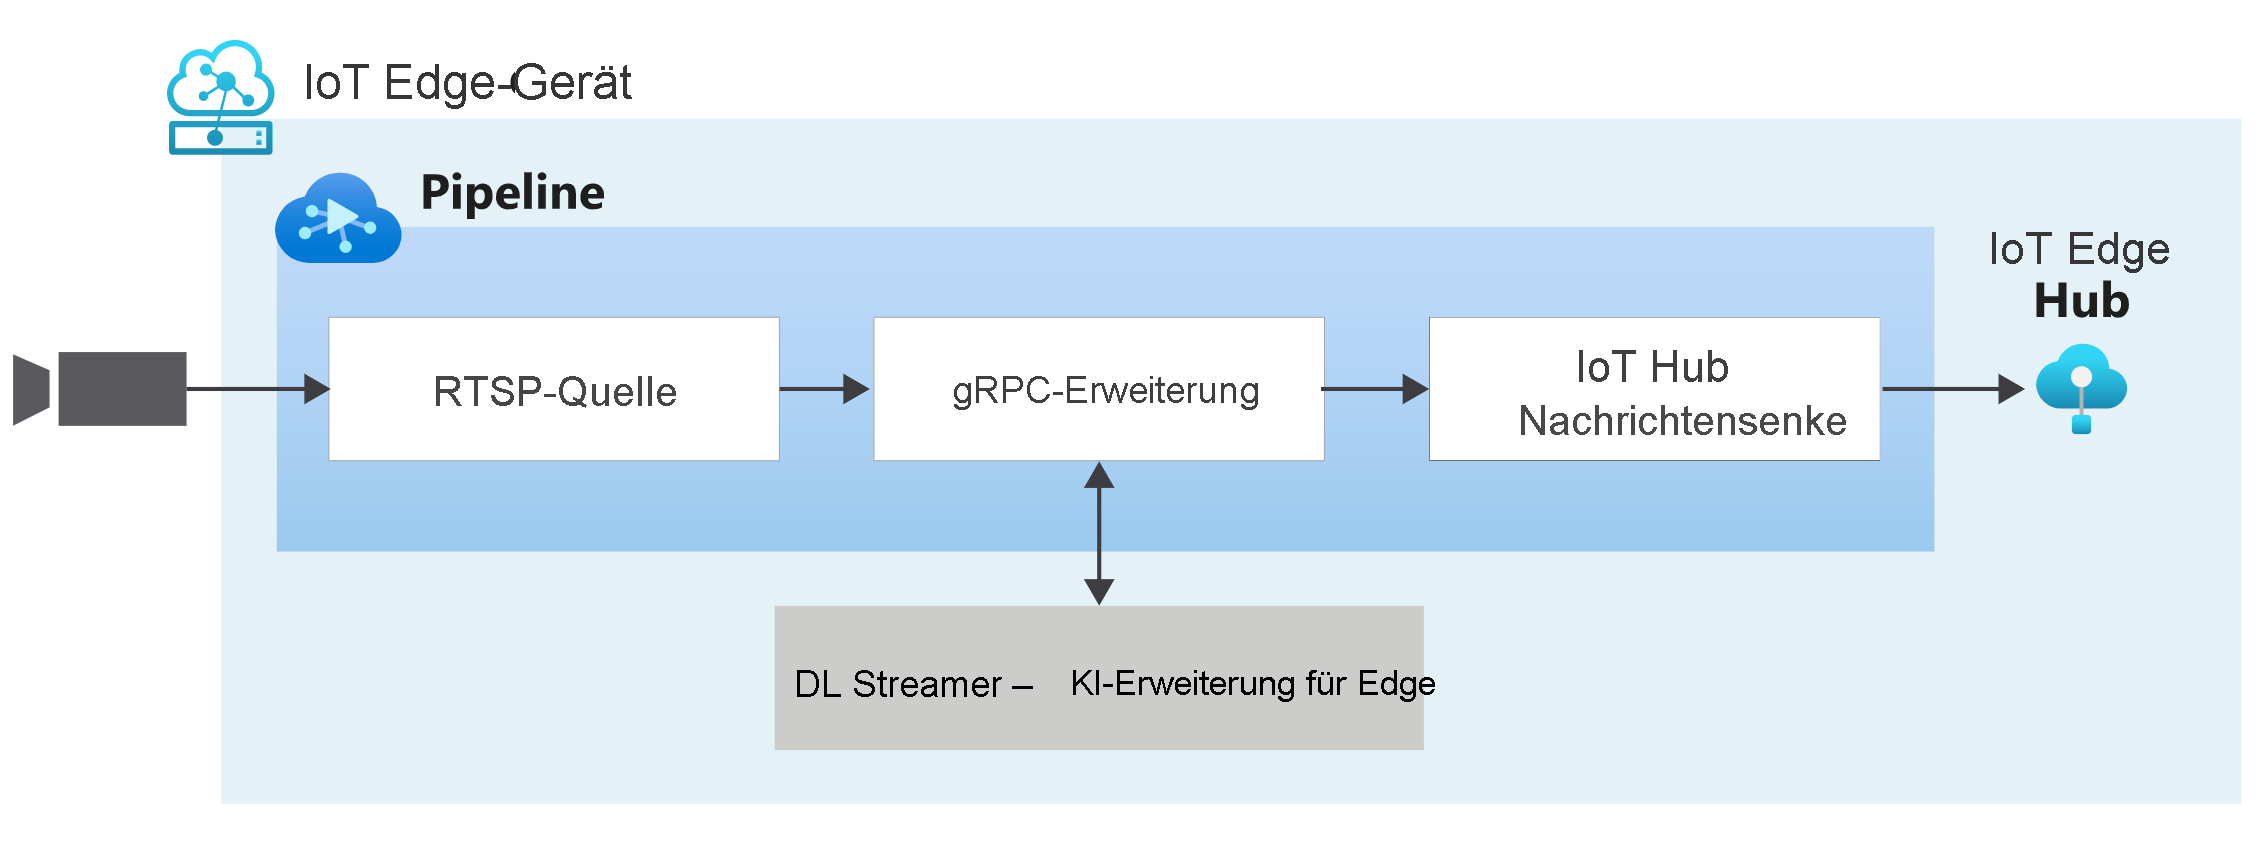 IoT Edge-Gerät
Pipeline
IoT Edge
Hub
RTSP-Quelle
gRPC-Erweiterung
IoT Hub
Nachrichtensenke
DL Streamer – KI-Erweiterung für Edge